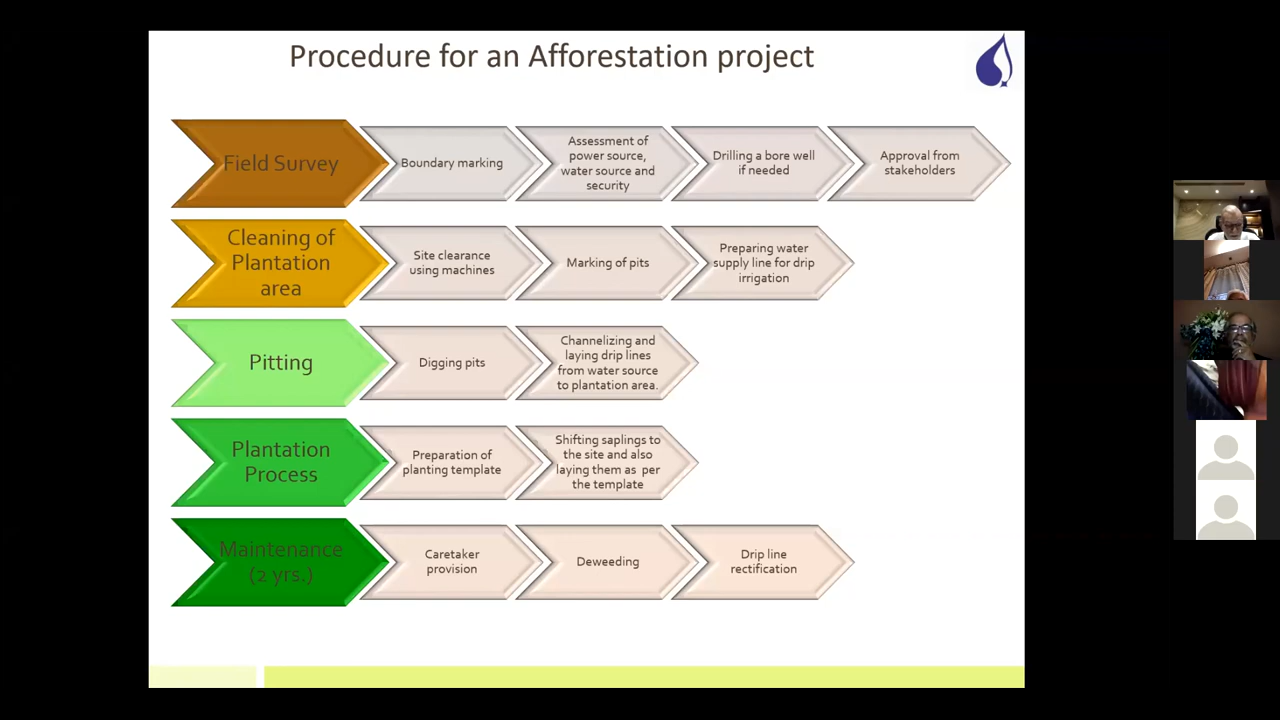 Procedure for an Afforestation project
Field Survey
Boundary marking
Assessment of
power source,
water source and
security
Drilling a bore well
if needed
Approval from
stakeholders
Cleaning of
Plantation
area
Site clearance
using machines
Marking of pits
Preparing water
supply line for drip
irrigation
Pitting
Digging pits
Channelizing and
laying drip lines
from water source
to plantation area.
Plantation
Process
Preparation of
planting template
Shifting saplings to
the site and also
laying them as per
the template
Maintenance
(2 yrs.)
Caretaker
provision
Deweeding
Drip line
rectification